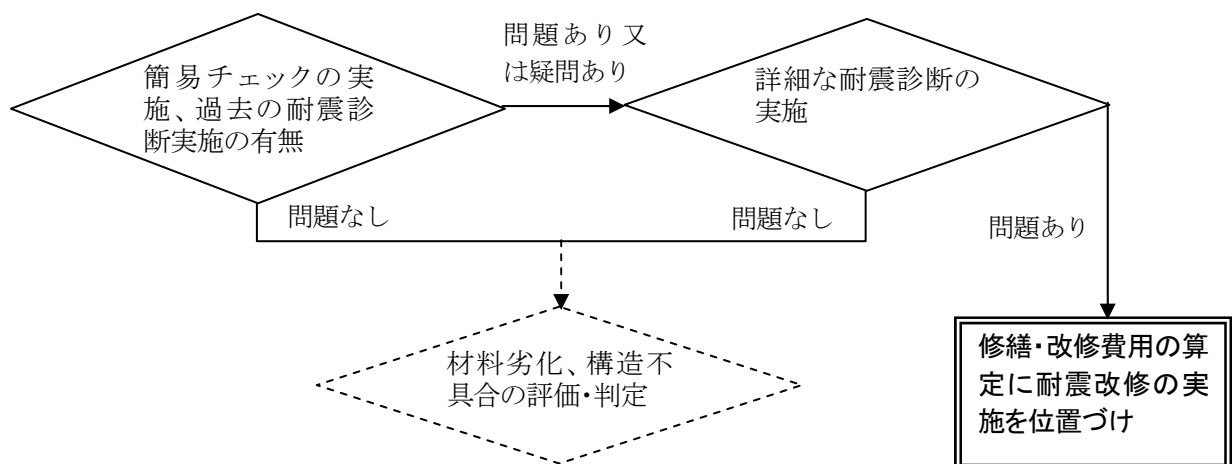 簡易チェックの実
施、過去の耐震診
断実施の有無
問題あり又
は疑問あり
詳細な耐震診断の
実施
問題なし
問題なし
問題あり
材料劣化、構造不
具合の評価・判定
修繕・改修費用の算
定に耐震改修の実
施を位置づけ